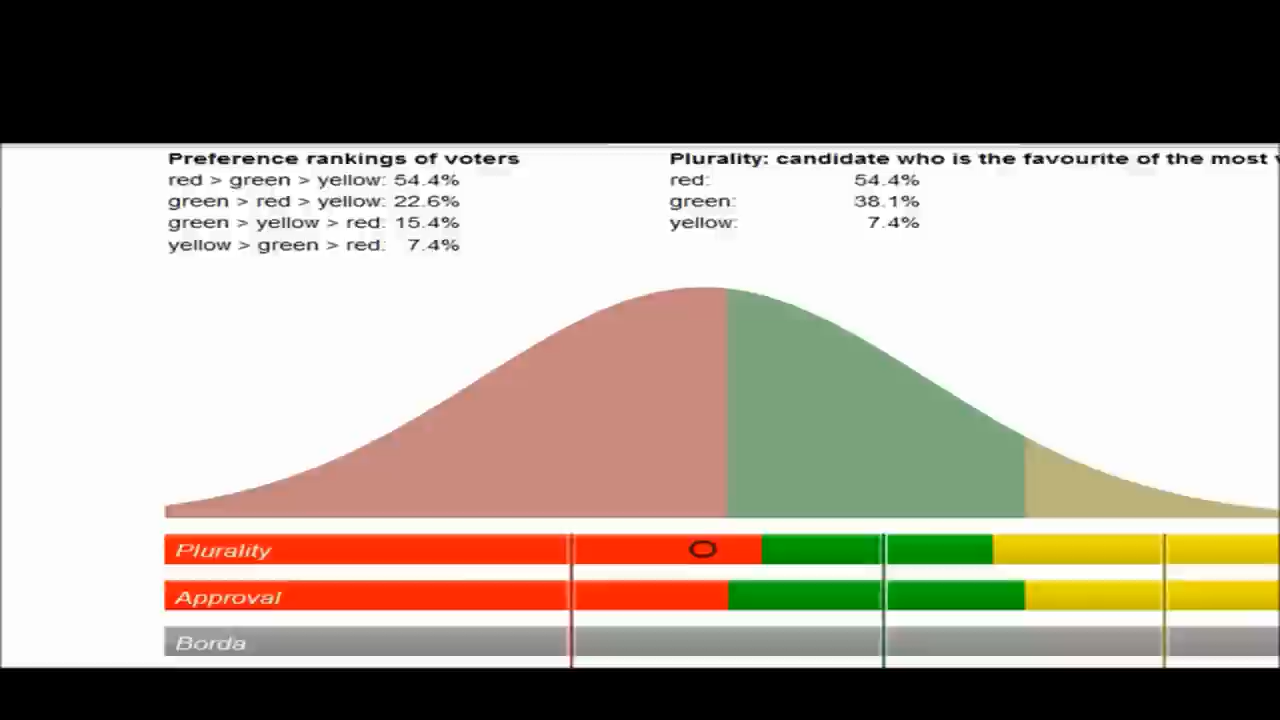 Preference rankings of voters
red > green > yellow: 54.4%
green > red > yellow: 22.6%
green > yellow > red: 15.4%
yellow > green > red: 7.4%
Plurality: candidate who is the favourite of the most
red: 54.4%
green: 38.1%
yellow: 7.4%
Plurality
Approval
Borda